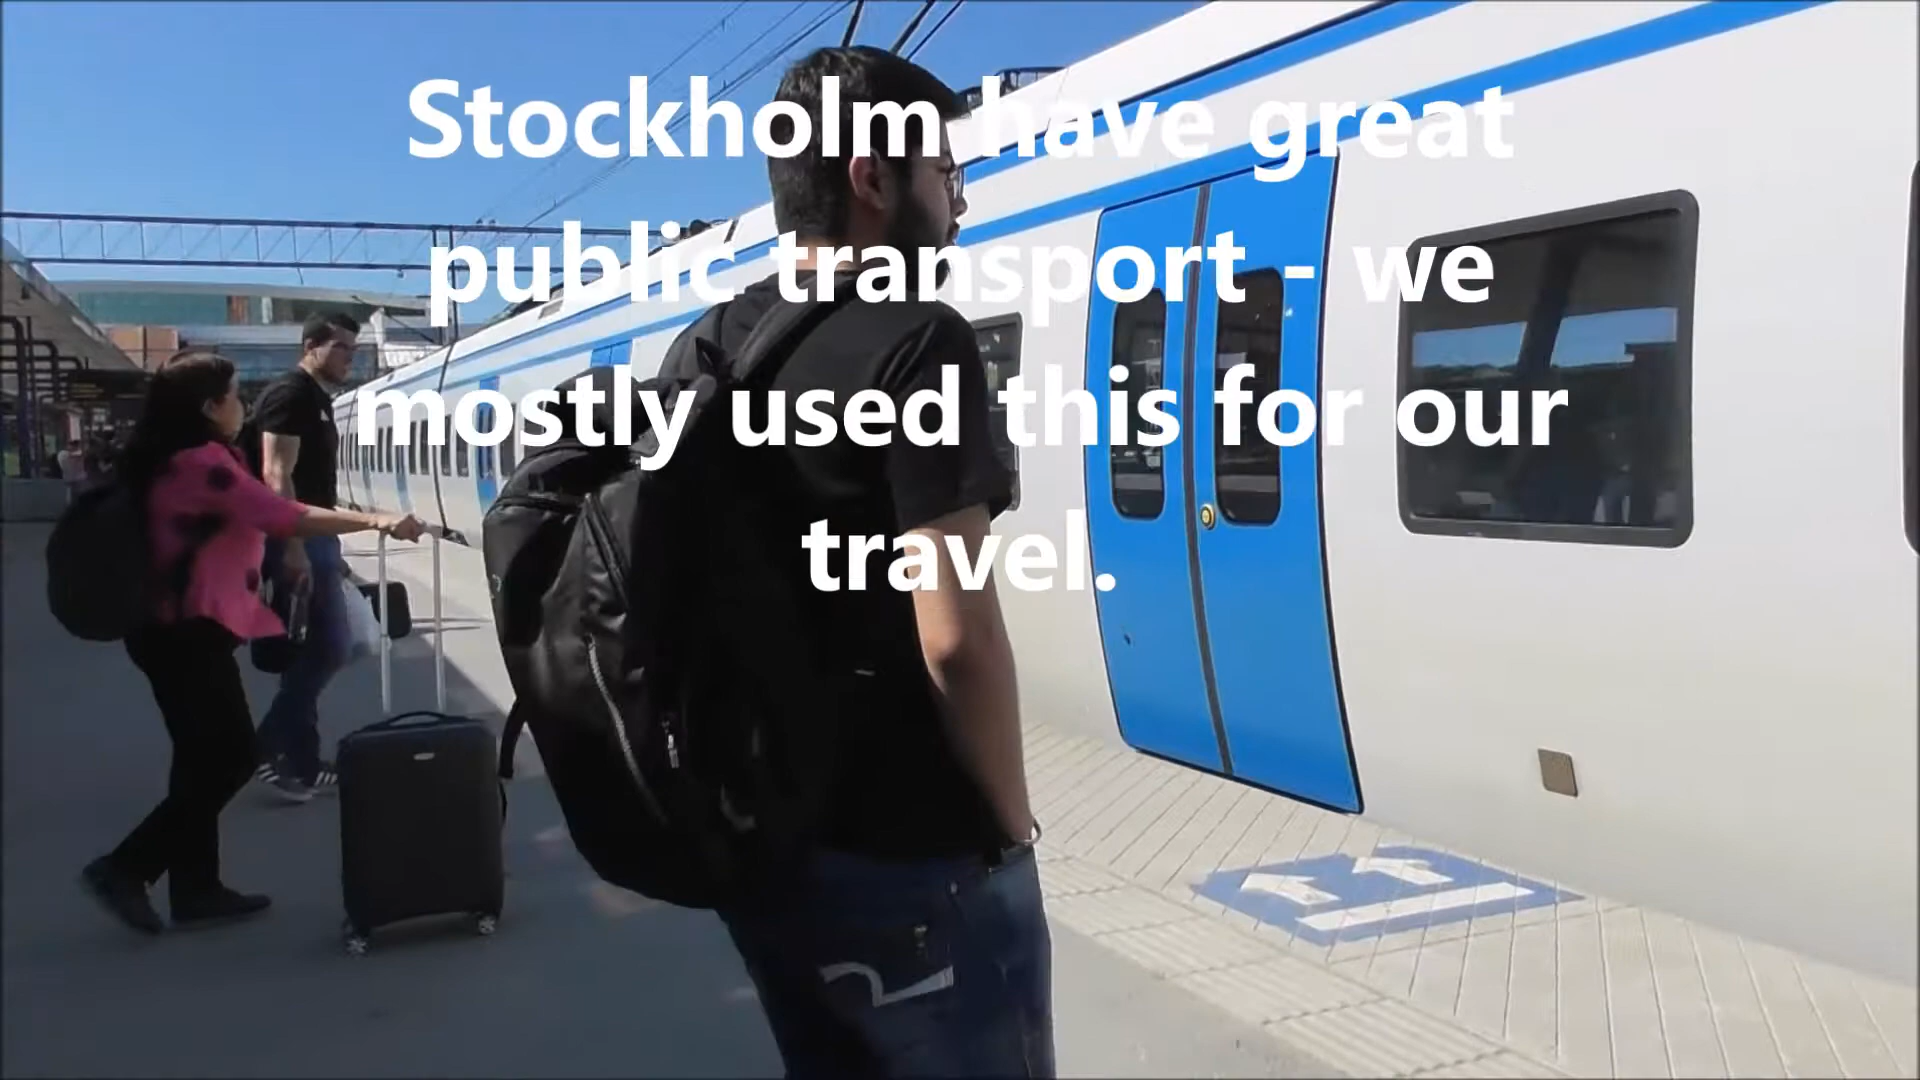 Stockholm have great
public transport - we
mostly used this for our
travel.